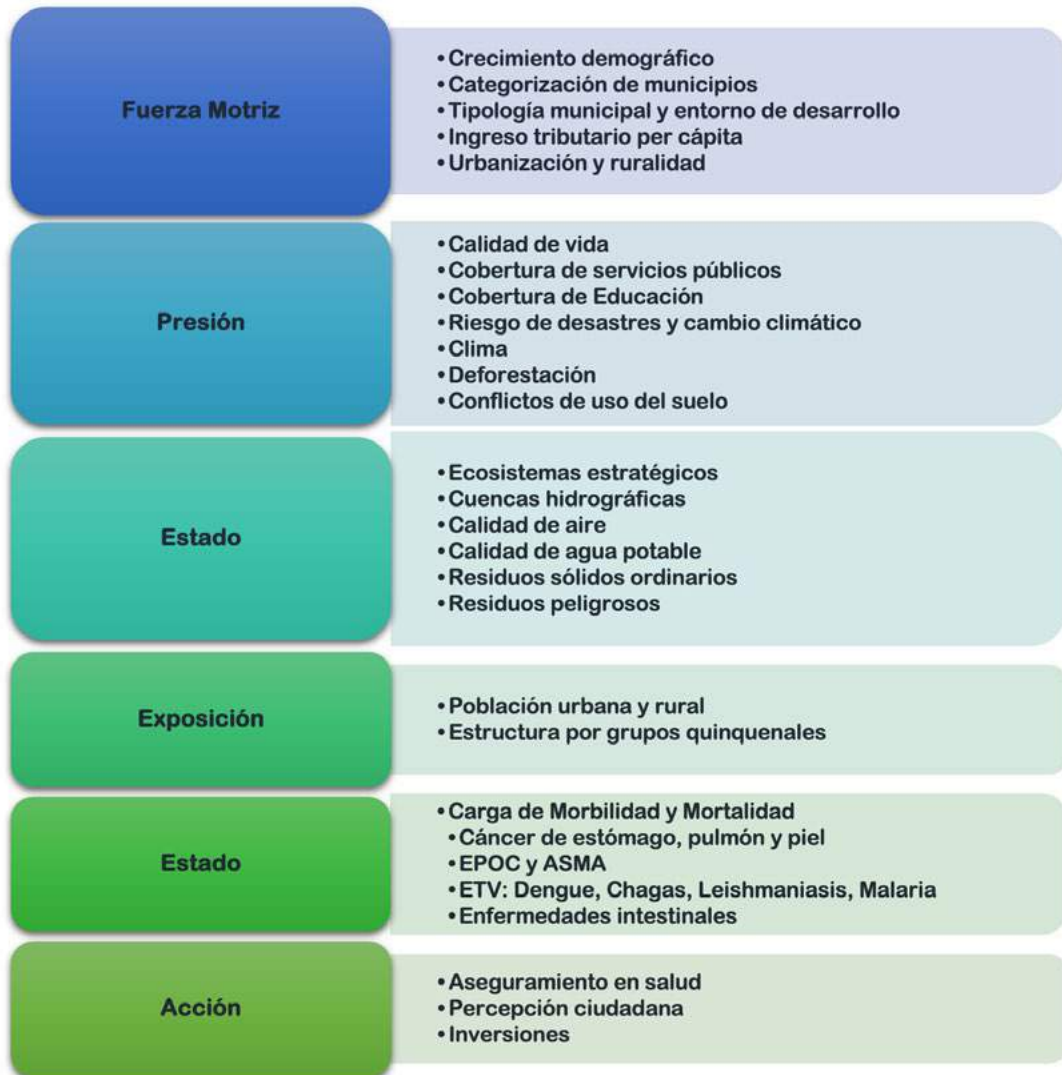 Fuerza Motriz
•Crecimiento demográfico
•Categorización de municipios
•Tipología municipal y entorno de desarrollo
•Ingreso tributario per cápita
•Urbanización y ruralidad
Presión
•Calidad de vida
•Cobertura de servicios públicos
•Cobertura de Educación
•Riesgo de desastres y cambio climático
•Clima
•Deforestación
•Conflictos de uso del suelo
Estado
•Ecosistemas estratégicos
•Cuencas hidrográficas
•Calidad de aire
•Calidad de agua potable
•Residuos sólidos ordinarios
•Residuos peligrosos
Exposición
•Población urbana y rural
•Estructura por grupos quinquenales
Estado
•Carga de Morbilidad y Mortalidad
•Cáncer de estómago, pulmón y piel
•EPOC y ASMA
•ETV: Dengue, Chagas, Leishmaniasis, Malaria
•Enfermedades intestinales
Acción
•Aseguramiento en salud
•Percepción ciudadana
•Inversiones